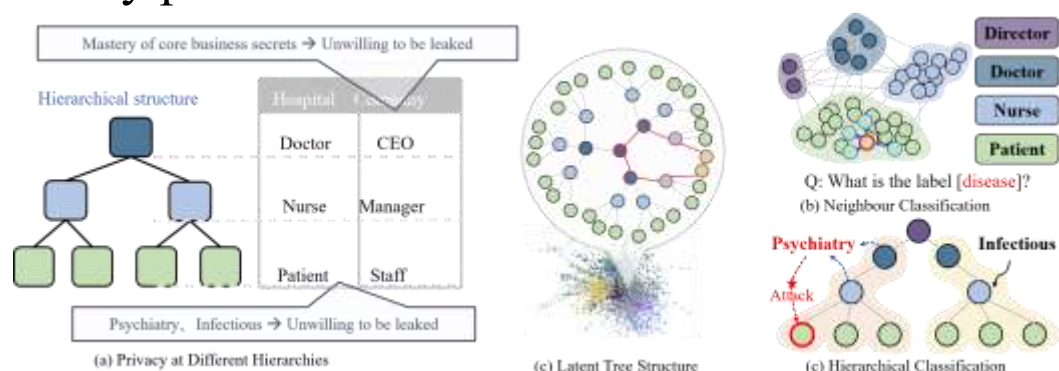 Mastery of core business secrets → Unwilling to be leaked
Hierarchical structure
Hospital Company
Doctor CEO
Nurse Manager
Patient Staff
Psychiatry、Infectious → Unwilling to be leaked
(a) Privacy at Different Hierarchies
(c) Latent Tree Structure
Director
Doctor
Nurse
Patient
Q: What is the label [disease]?
(b) Neighbour Classification
Psychiatry
Infectious
Attack
(c) Hierarchical Classification